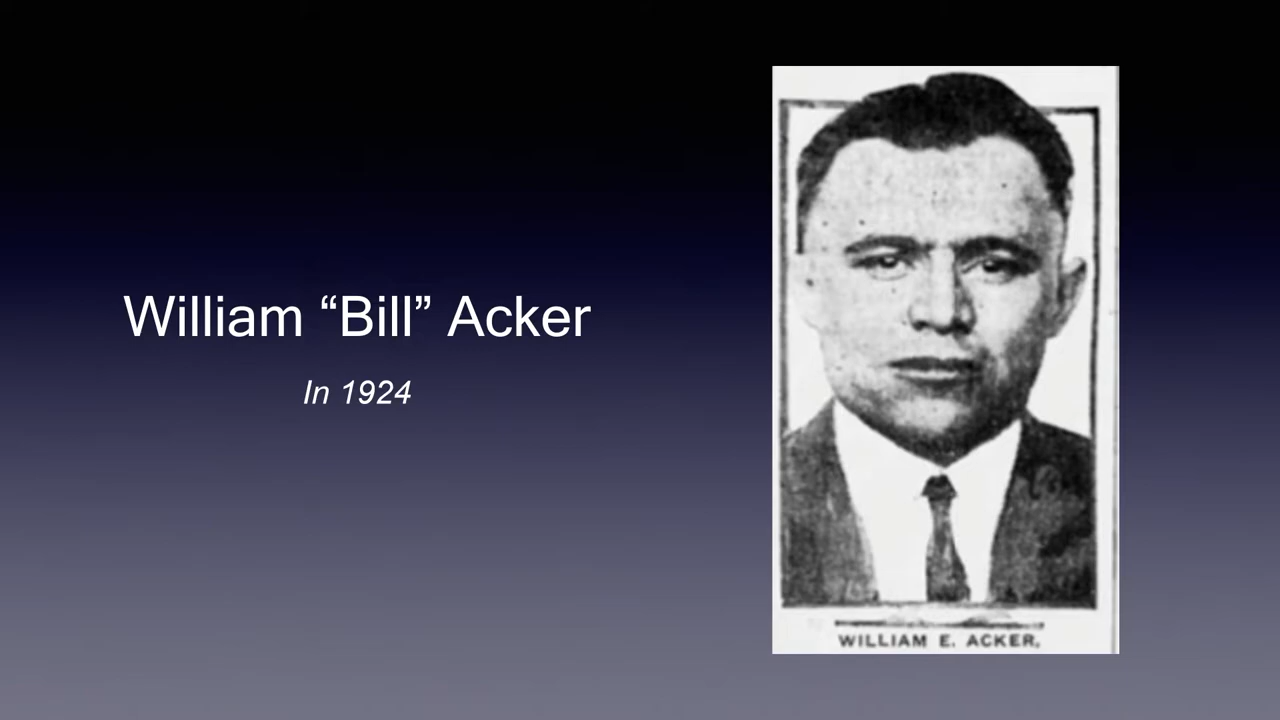 William “Bill” Acker
In 1924
WILLIAM E. ACKER,